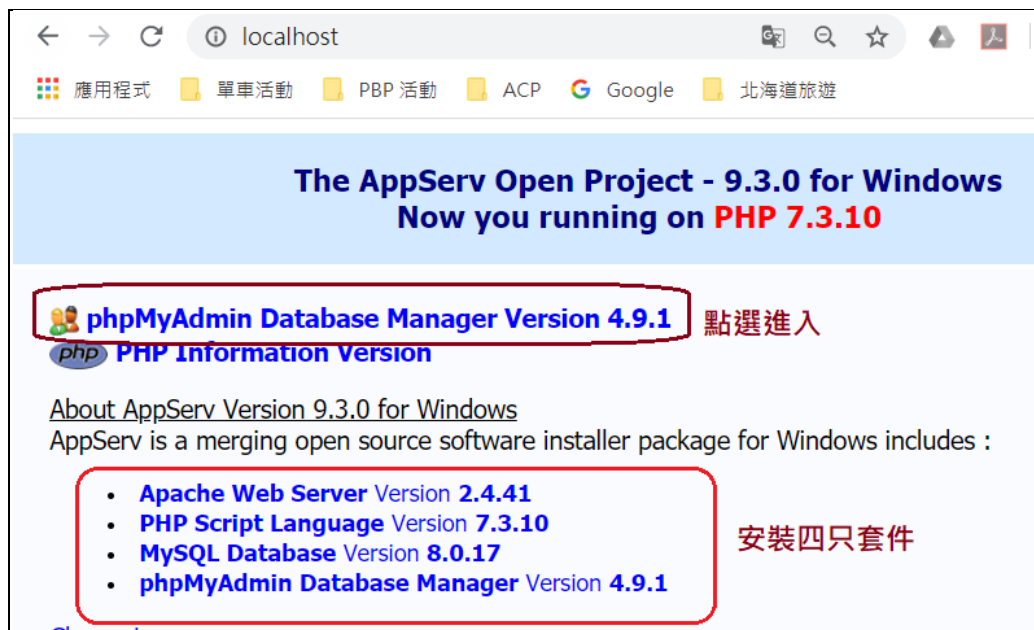 localhost
應用程式 單車活動 PBP 活動 ACP Google 北海道旅遊
The AppServ Open Project - 9.3.0 for Windows
Now you running on PHP 7.3.10
phpMyAdmin Database Manager Version 4.9.1 點選進入
php PHP Information Version
About AppServ Version 9.3.0 for Windows
AppServ is a merging open source software installer package for Windows includes :
• Apache Web Server Version 2.4.41
• PHP Script Language Version 7.3.10
• MySQL Database Version 8.0.17
• phpMyAdmin Database Manager Version 4.9.1
安裝四只套件